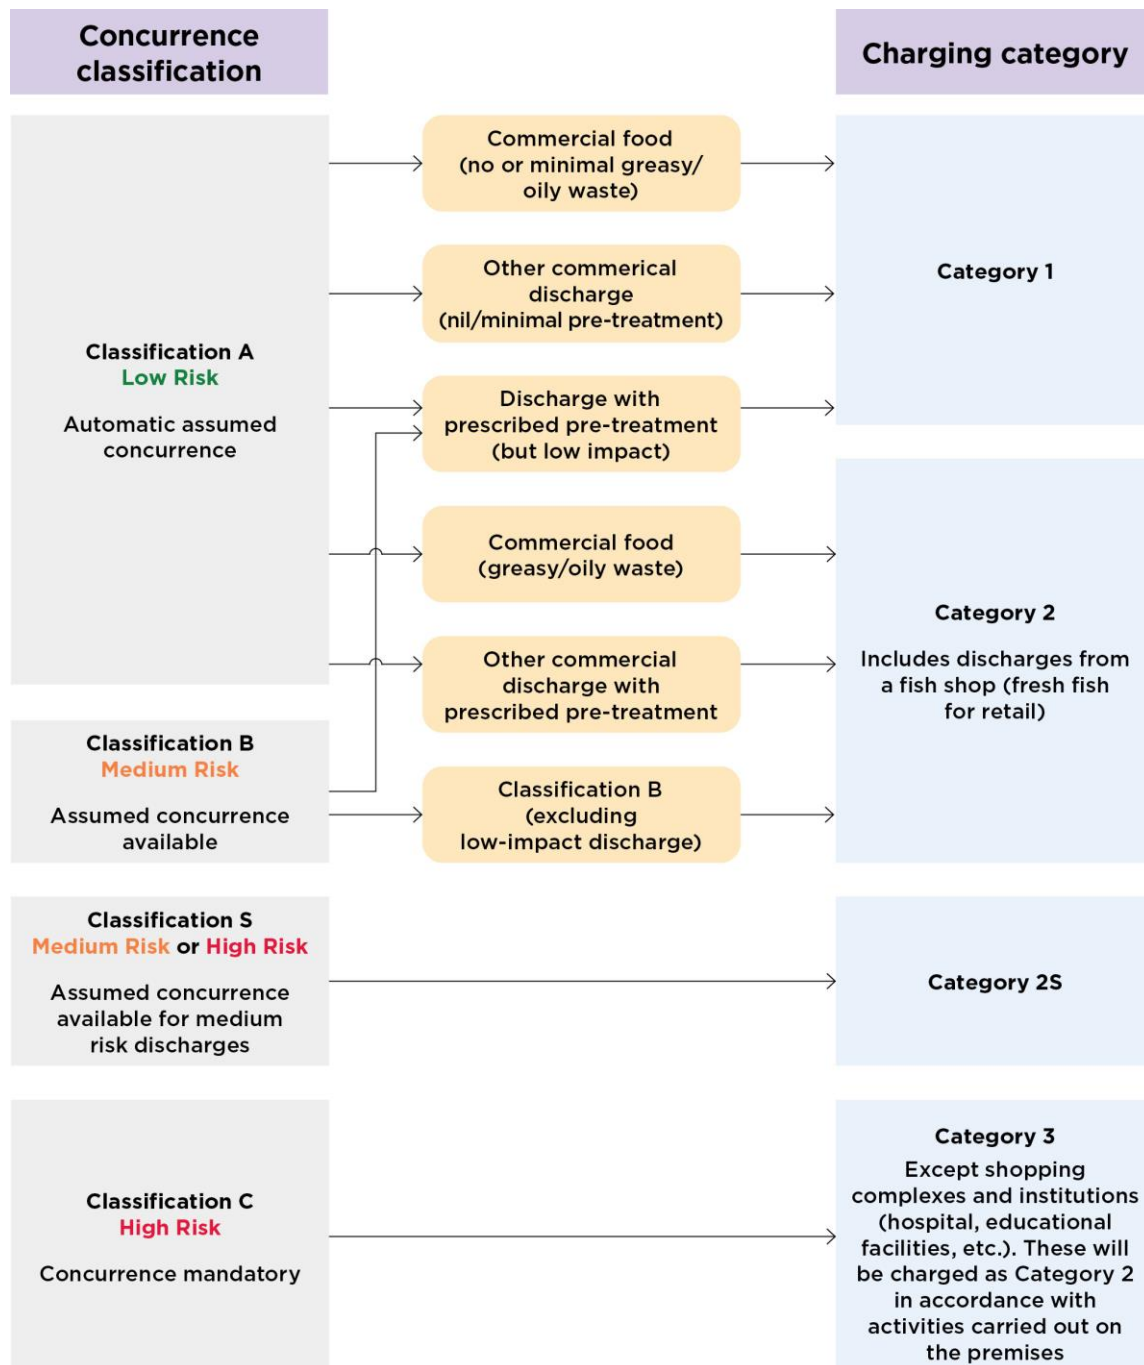 Concurrence
classification
Charging category
Commercial food
(no or minimal greasy/
oily waste)
Other commerical
discharge
(nil/minimal pre-treatment)
Category 1
Classification A
Low Risk
Automatic assumed
concurrence
Discharge with
prescribed pre-treatment
(but low impact)
Commercial food
(greasy/oily waste)
Category 2
Includes discharges from
a fish shop (fresh fish
for retail)
Other commercial
discharge with
prescribed pre-treatment
Classification B
Medium Risk
Assumed concurrence
available
Classification B
(excluding
low-impact discharge)
Classification S
Medium Risk or High Risk
Assumed concurrence
available for medium
risk discharges
Category 2S
Classification C
High Risk
Concurrence mandatory
Category 3
Except shopping
complexes and institutions
(hospital, educational
facilities, etc.). These will
be charged as Category 2
in accordance with
activities carried out on
the premises